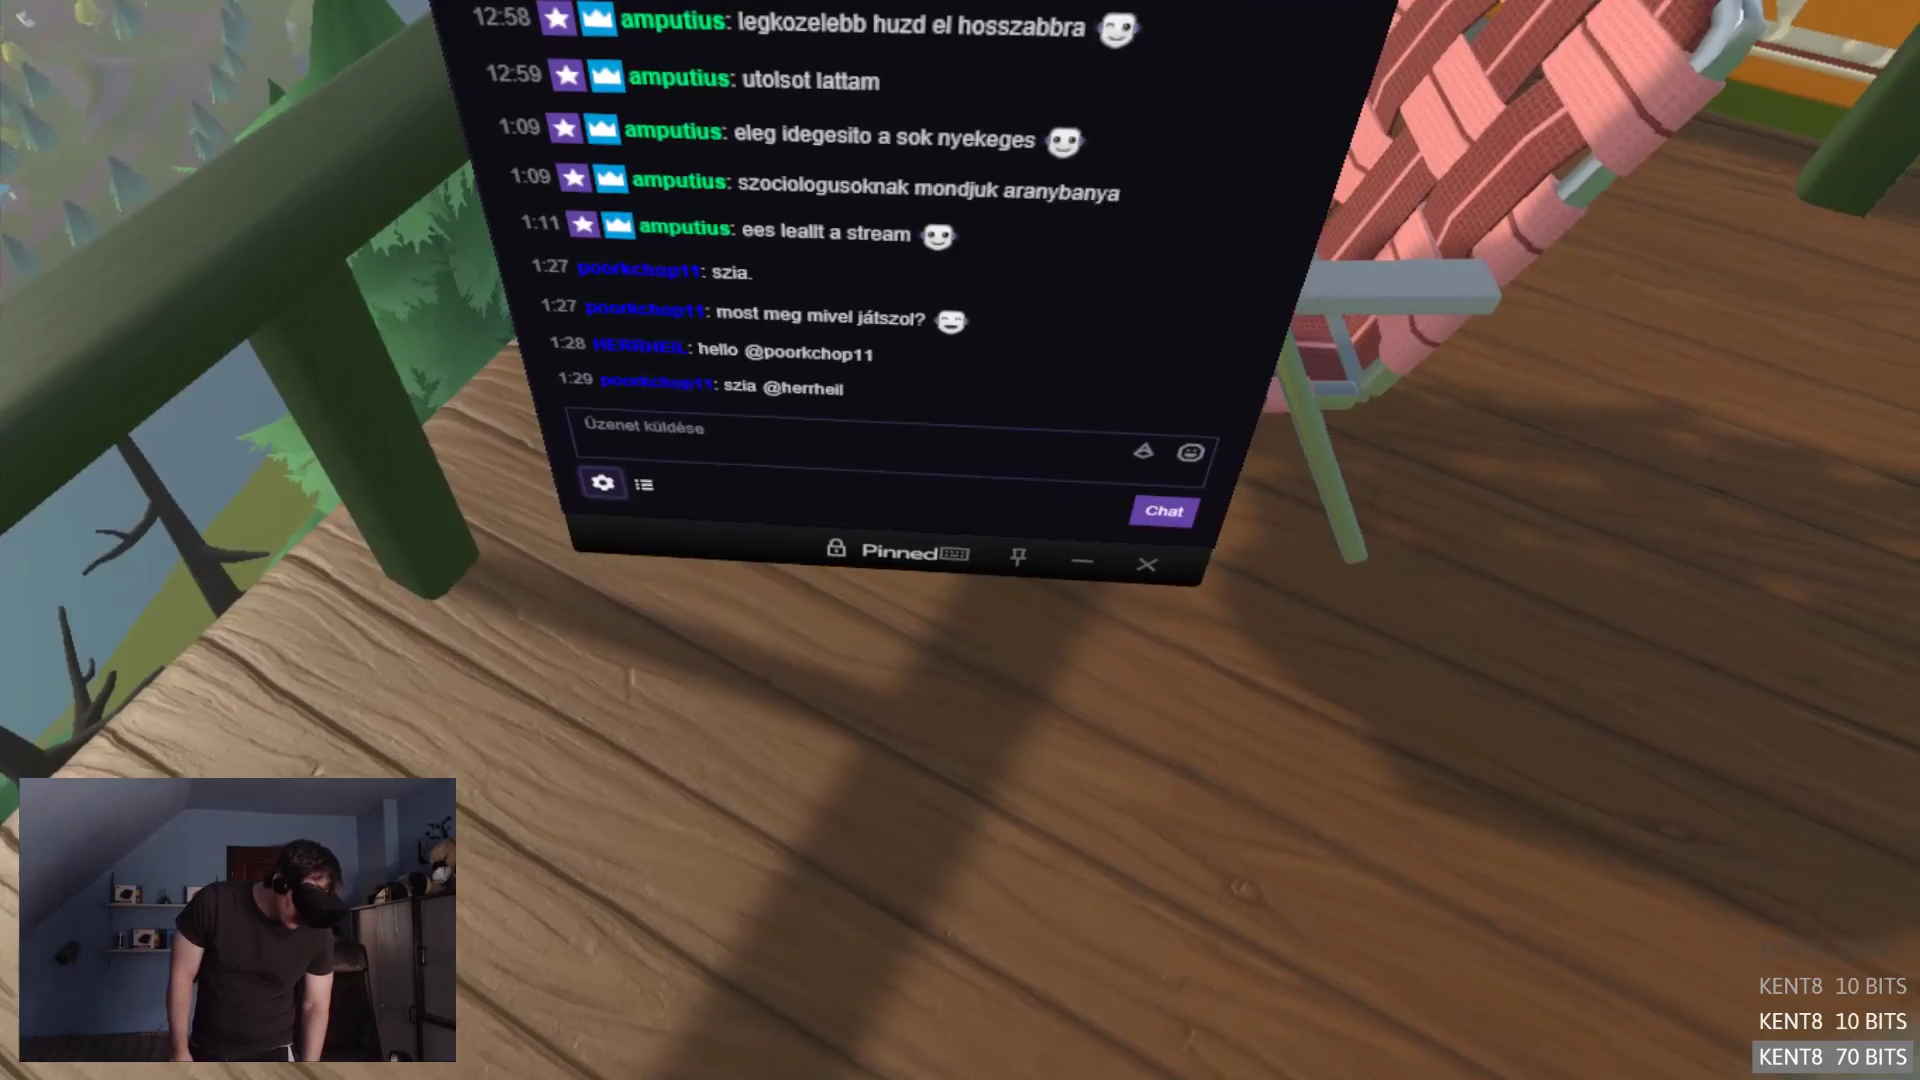 12:58 amputius: legkozelebb huzd el hosszabbra
12:59 amputius: utolsot lattam
1:09 amputius: eleg idegesito a sok nyekeges
1:09 amputius: szociologusoknak mondjuk aranybanya
1:11 amputius: ees leallt a stream
1:27 poorkchop11: szia.
1:27 poorkchop11: most meg mivel játszol?
1:28 HERRHEIL: hello @poorkchop11
1:29 poorkchop11: szia @herrheil
Üzenet küldése
Chat
Pinned
KENT8 10 BITS
KENT8 10 BITS
KENT8 70 BITS